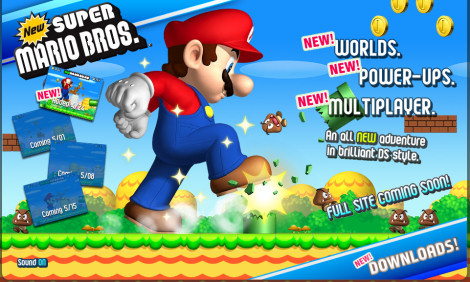 New
SUPER
MARIO BROS.
NEW!
WORLDS.
NEW!
POWER-UPS.
NEW!
MULTIPLAYER.
An all NEW adventure
in brilliant DS style.
NEW!
Coming 5/01
Coming 5/08
Coming 5/15
FULL SITE COMING SOON!
Sound ON
NEW!
DOWNLOADS!